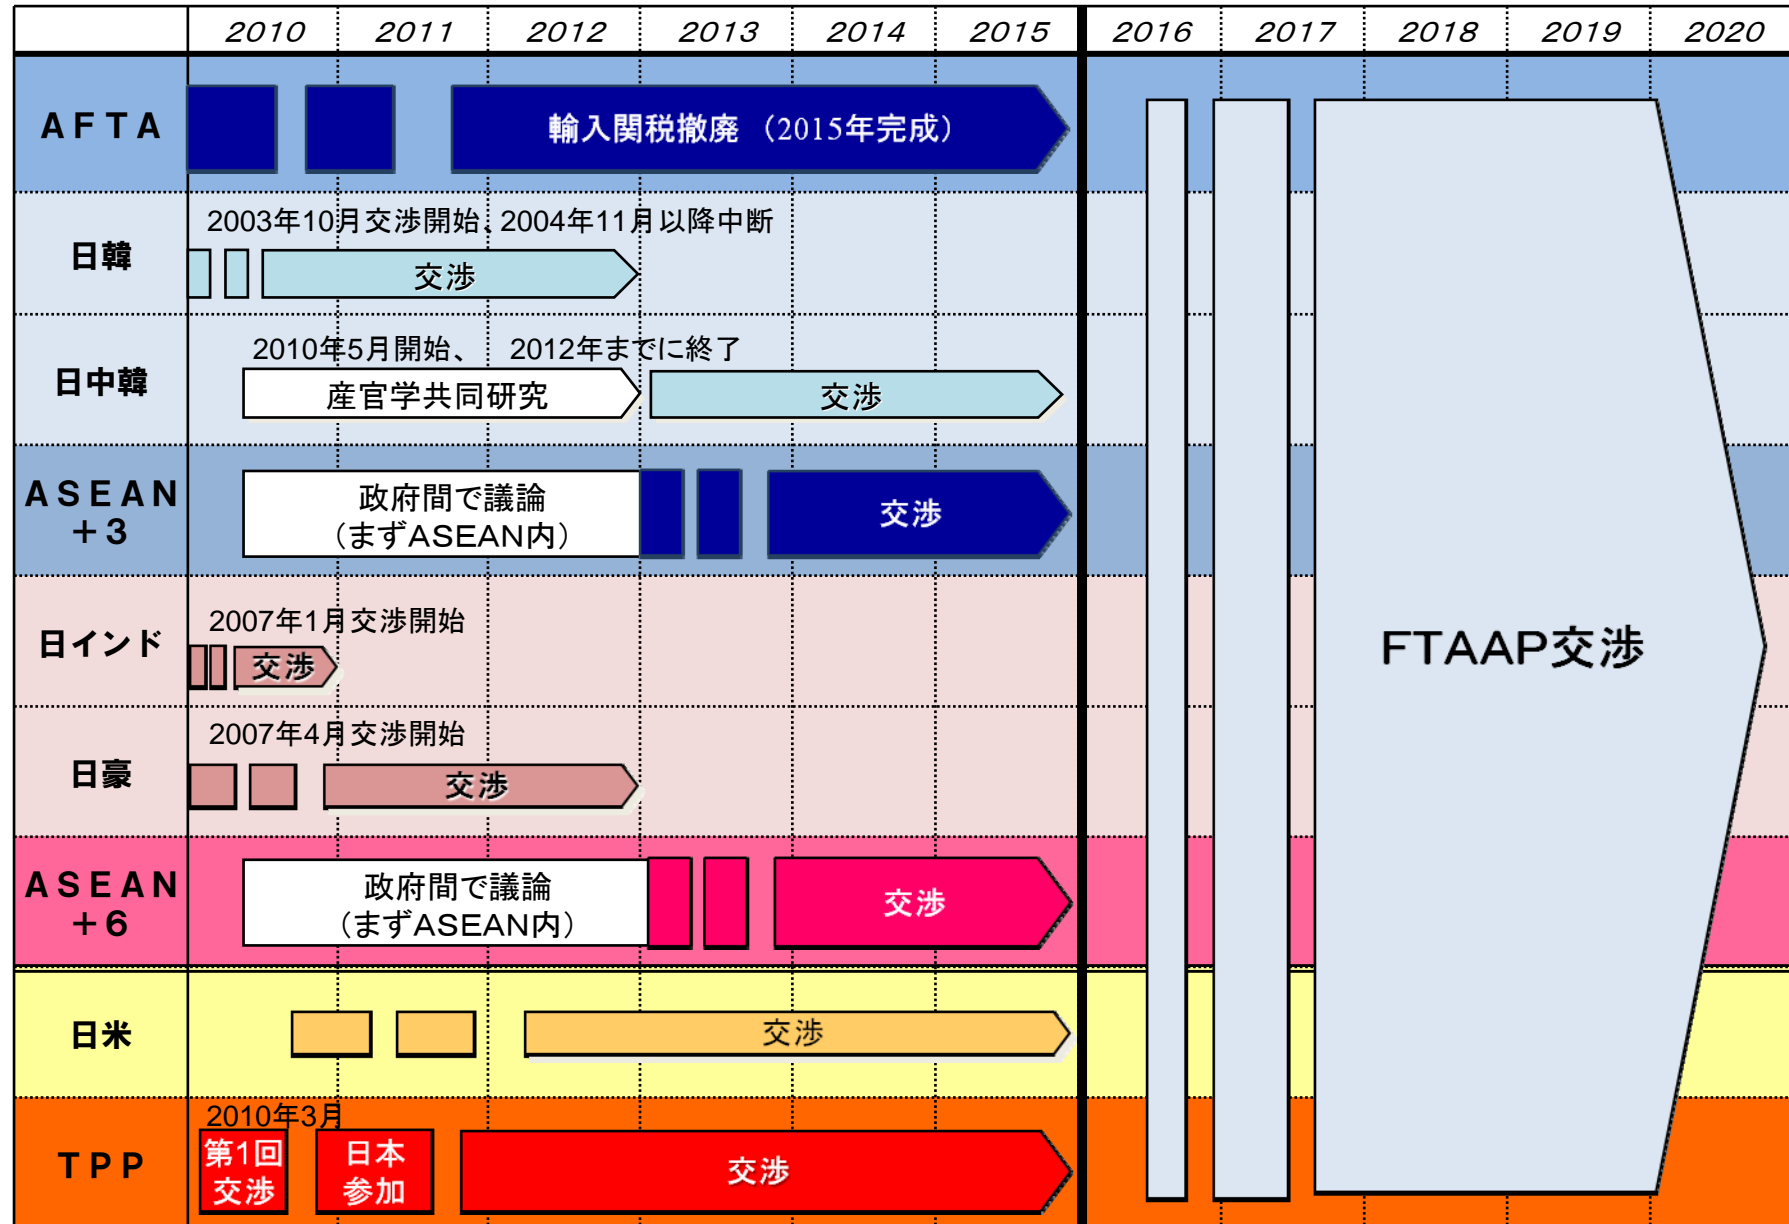 2010 2011 2012 2013 2014 2015 2016 2017 2018 2019 2020
AFTA
輸入関税撤廃 （2015年完成）
日韓
2003年10月交渉開始、2004年11月以降中断
交渉
日中韓
2010年5月開始、 2012年までに終了
産官学共同研究
交渉
ASEAN
＋3
政府間で議論
（まずASEAN内）
交渉
日インド
2007年1月交渉開始
交渉
日豪
2007年4月交渉開始
交渉
ASEAN
＋6
政府間で議論
（まずASEAN内）
交渉
日米
交渉
TPP
2010年3月
第1回
交渉
日本
参加
交渉
FTAAP交渉